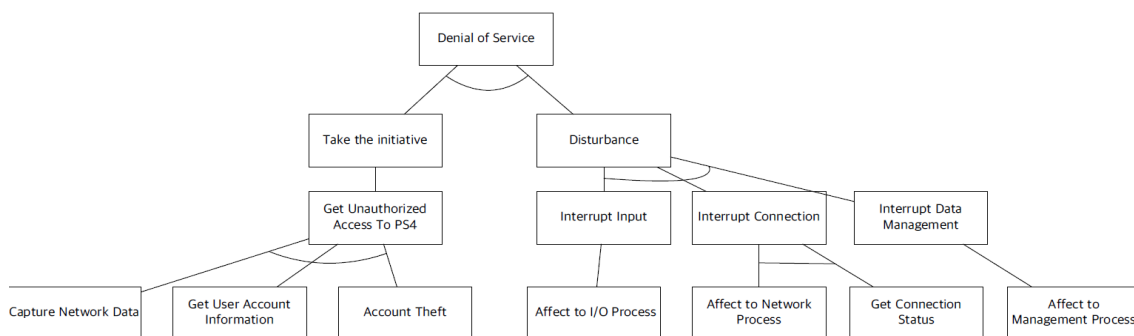 Denial of Service
Take the initiative
Disturbance
Get Unauthorized
Access To PS4
Interrupt Input
Interrupt Connection
Interrupt Data
Management
Capture Network Data
Get User Account
Information
Account Theft
Affect to I/O Process
Affect to Network
Process
Get Connection
Status
Affect to
Management Process